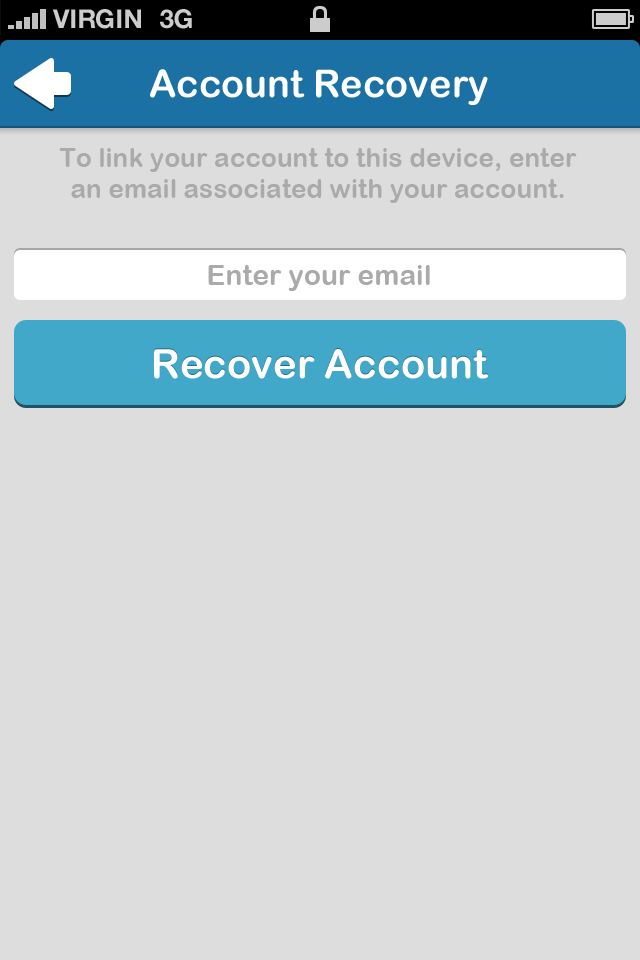 VIRGIN 3G
Account Recovery
To link your account to this device, enter
an email associated with your account.
Enter your email
Recover Account